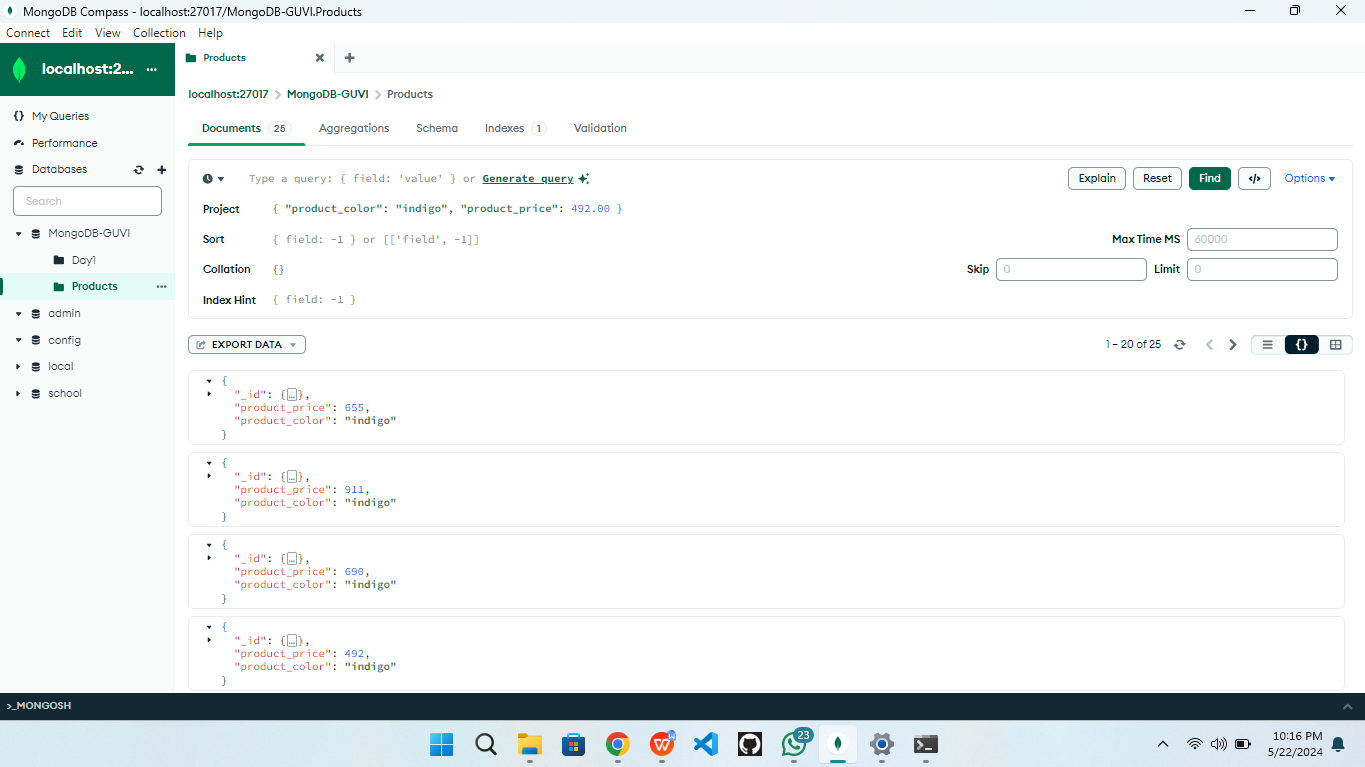 MongoDB Compass - localhost:27017/MongoDB-GUVI.Products
Connect Edit View Collection Help
localhost:2... ...
Products
localhost:27017 > MongoDB-GUVI > Products
My Queries
Performance
Databases
Search
MongoDB-GUVI
Day1
Products ...
admin
config
local
school
Documents 25 Aggregations Schema Indexes 1 Validation
Type a query: { field: 'value' } or Generate query
Explain Reset Find </> Options
Project { "product_color": "indigo", "product_price": 492.00 }
Sort { field: -1 } or [['field', -1]]
Max Time MS 60000
Collation {}
Skip 0 Limit 0
Index Hint { field: -1 }
EXPORT DATA
1 – 20 of 25
{}
{
"_id": {…},
"product_price": 655,
"product_color": "indigo"
}
{
"_id": {…},
"product_price": 911,
"product_color": "indigo"
}
{
"_id": {…},
"product_price": 690,
"product_color": "indigo"
}
{
"_id": {…},
"product_price": 492,
"product_color": "indigo"
}
>_MONGOSH
23
10:16 PM
5/22/2024